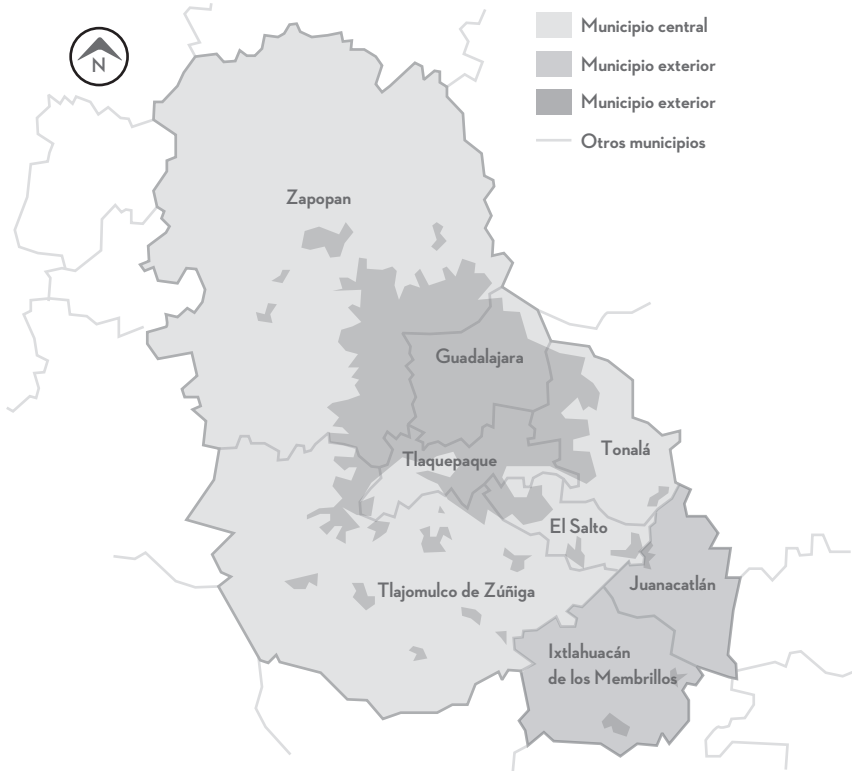 N
Municipio central
Municipio exterior
Municipio exterior
Otros municipios
Zapopan
Guadalajara
Tonalá
Tlaquepaque
El Salto
Juanacatlán
Tlajomulco de Zúñiga
Ixtlahuacán
de los Membrillos